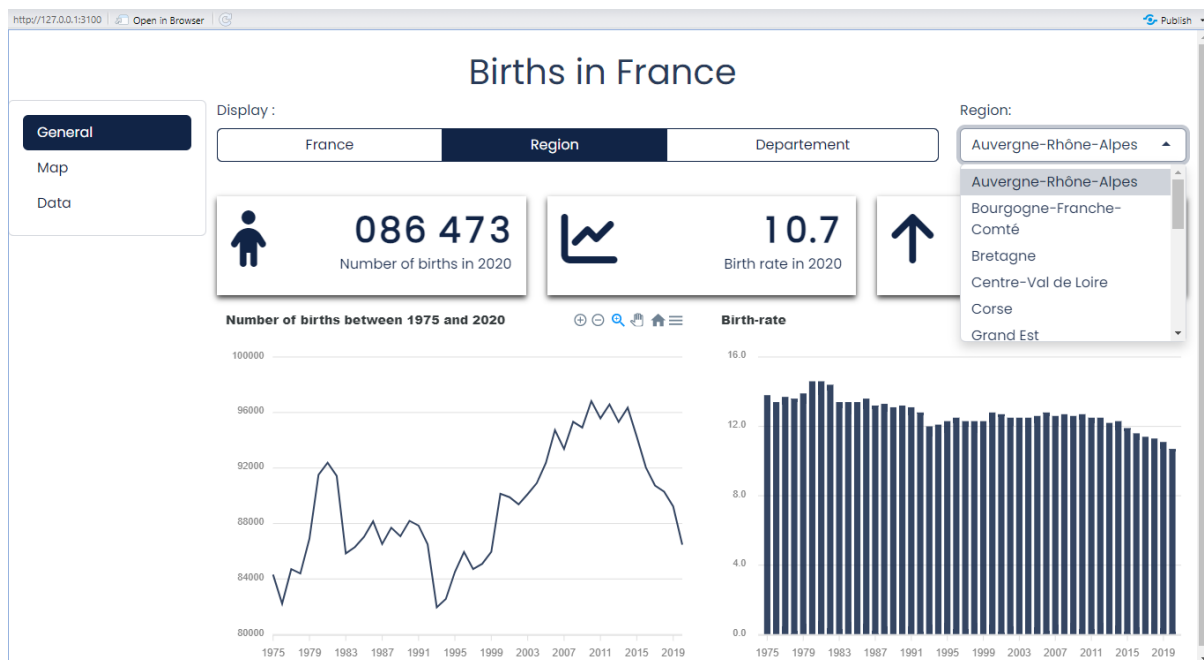 http://127.0.0.1:3100 Open in Browser Publish
Births in France
General
Map
Data
Display :
France Region Departement
Region:
Auvergne-Rhône-Alpes
Auvergne-Rhône-Alpes
Bourgogne-Franche-
Comté
Bretagne
Centre-Val de Loire
Corse
Grand Est
086 473
Number of births in 2020
10.7
Birth rate in 2020
Number of births between 1975 and 2020
100000
96000
92000
88000
84000
80000
1975 1979 1983 1987 1991 1995 1999 2003 2007 2011 2015 2019
Birth-rate
16.0
12.0
8.0
4.0
0.0
1975 1979 1983 1987 1991 1995 1999 2003 2007 2011 2015 2019